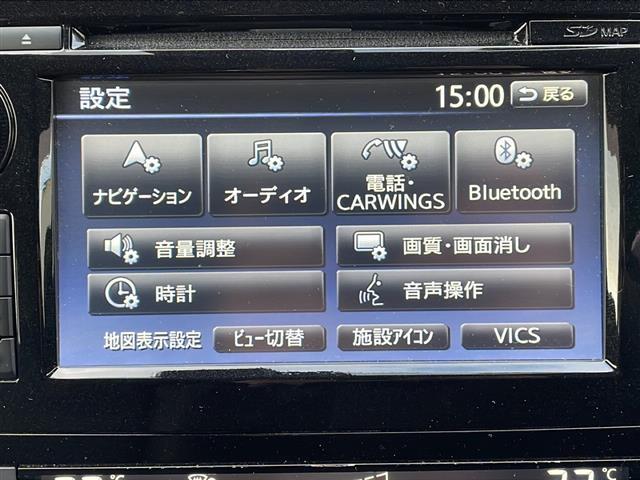 SD MAP
設定 15:00 戻る
ナビゲーション オーディオ 電話・CARWINGS Bluetooth
音量調整 画質・画面消し
時計 音声操作
地図表示設定 ビュー切替 施設アイコン VICS
℃ ℃